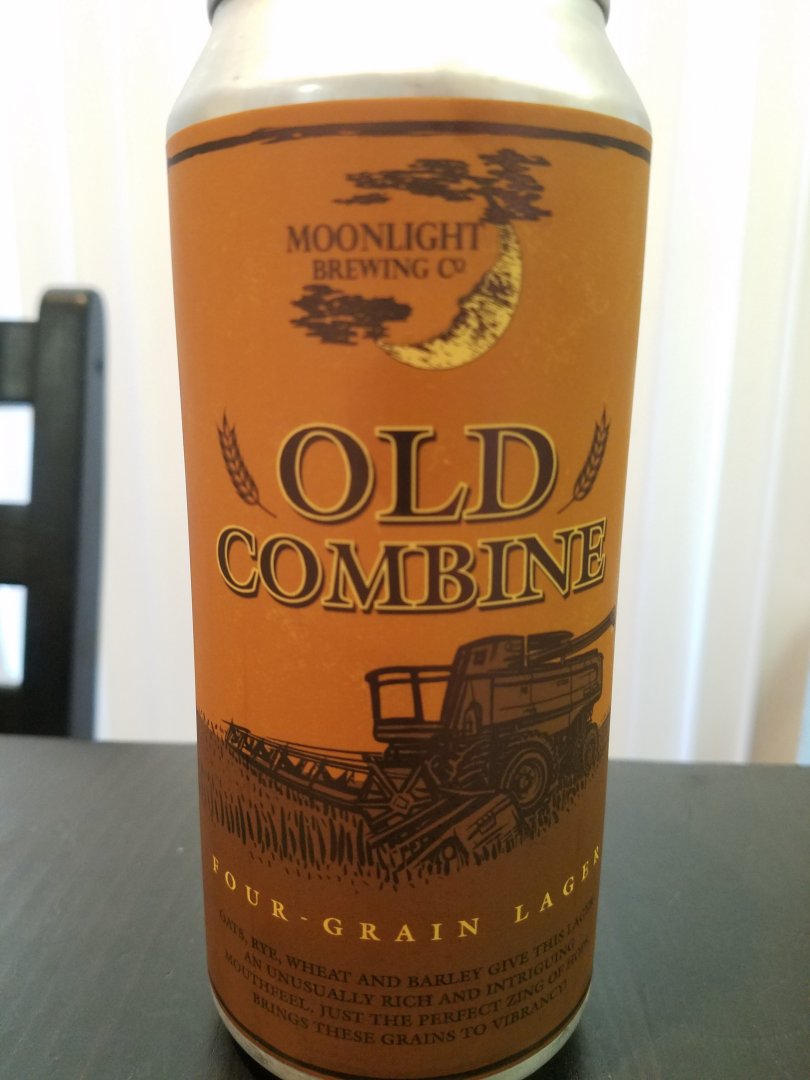 MOONLIGHT
BREWING Co
OLD
COMBINE
FOUR-GRAIN LAGER
OATS, RYE, WHEAT AND BARLEY GIVE THIS LAGER
AN UNUSUALLY RICH AND INTRIGUING
MOUTHFEEL. JUST THE PERFECT ZING OF HOPS
BRINGS THESE GRAINS TO VIBRANCY!